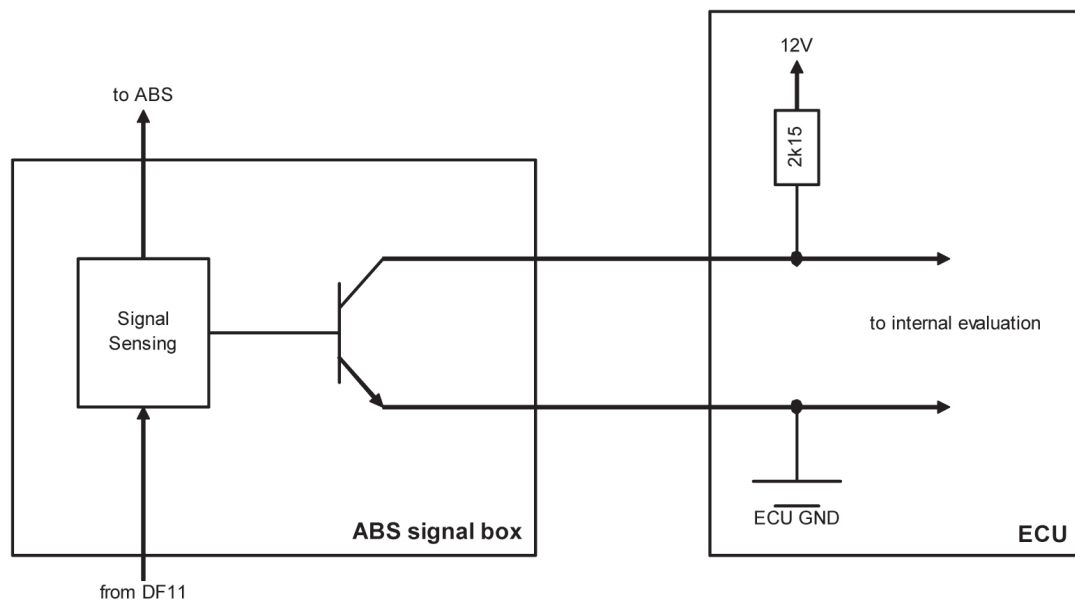 12V
to ABS
2k15
Signal
Sensing
to internal evaluation
ECU GND
ABS signal box
ECU
from DF11